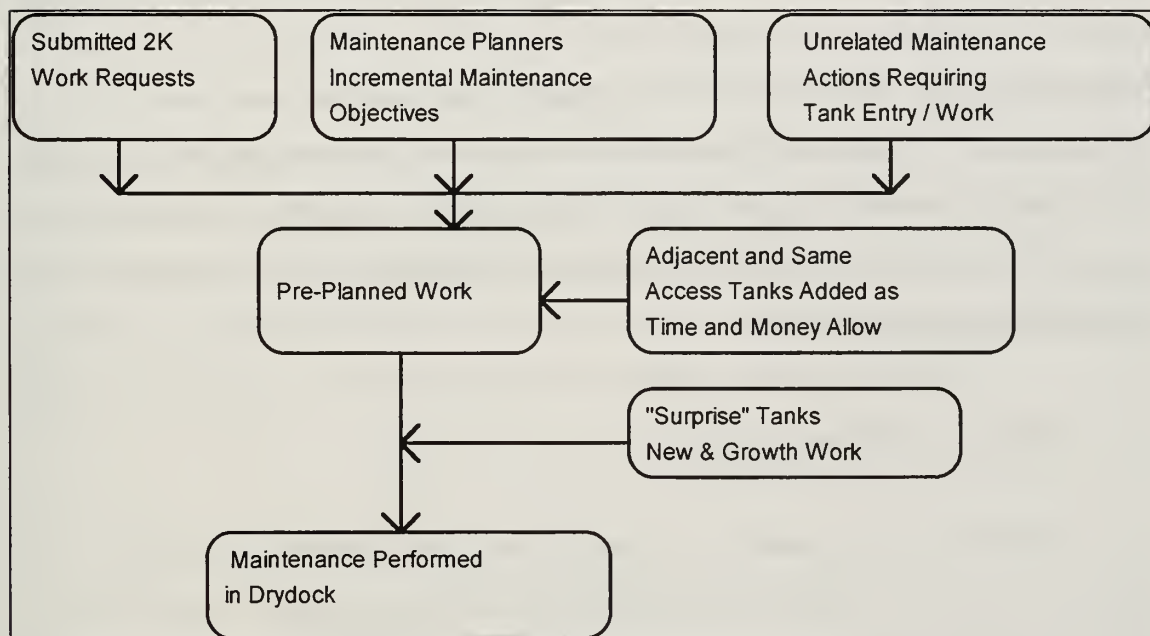 Submitted 2K
Work Requests
Maintenance Planners
Incremental Maintenance
Objectives
Unrelated Maintenance
Actions Requiring
Tank Entry / Work
Pre-Planned Work
Adjacent and Same
Access Tanks Added as
Time and Money Allow
"Surprise" Tanks
New & Growth Work
Maintenance Performed
in Drydock